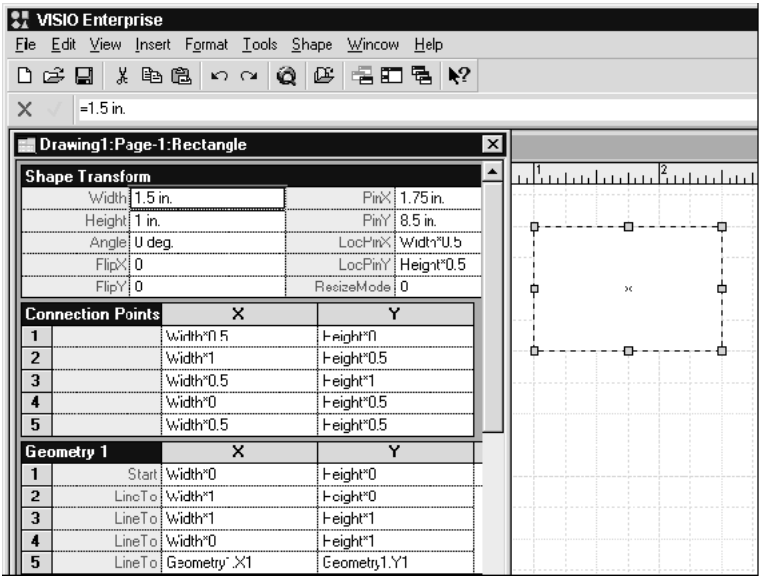 VISIO Enterprise
File Edit View Insert Format Tools Shape Wincow Help
=1.5 in.
Drawing1:Page-1:Rectangle
Shape Transform
Width 1.5 in. PinX 1.75 in.
Height 1 in. PinY 8.5 in.
Angle 0 deg. LocPinX Width*0.5
FlipX 0 LocPinY Height*0.5
FlipY 0 ResizeMode 0
Connection Points X Y
1 Width*0.5 Height*0
2 Width*1 Height*0.5
3 Width*0.5 Height*1
4 Width*0 Height*0.5
5 Width*0.5 Height*0.5
Geometry 1 X Y
1 Start Width*0 Height*0
2 LineTo Width*1 Height*0
3 LineTo Width*1 Height*1
4 LineTo Width*0 Height*1
5 LineTo Geometry1.X1 Geometry1.Y1
1 2